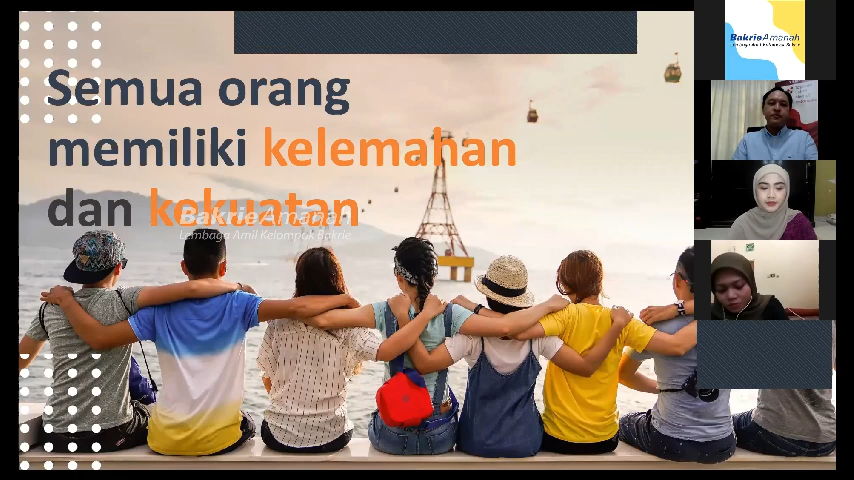 Semua orang
memiliki kelemahan
dan kekuatan
BakrieAmanah
Lembaga Amil Kelompok Bakrie
BakrieAmanah